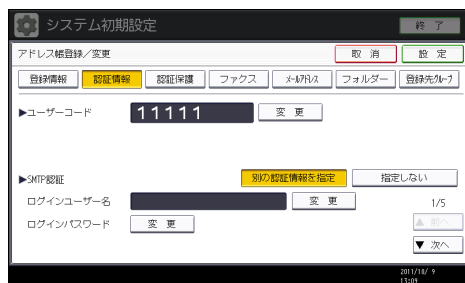 システム初期設定 終 了
アドレス帳登録／変更 取 消 設 定
登録情報 認証情報 認証保護 ファクス メールアドレス フォルダー 登録先グループ
▶ユーザーコード 11111 変 更
▶SMTP認証 別の認証情報を指定 指定しない
ログインユーザー名 変 更 1/5
ログインパスワード 変 更 ▲ 前へ
▼ 次へ
2011/10/ 9
13:09